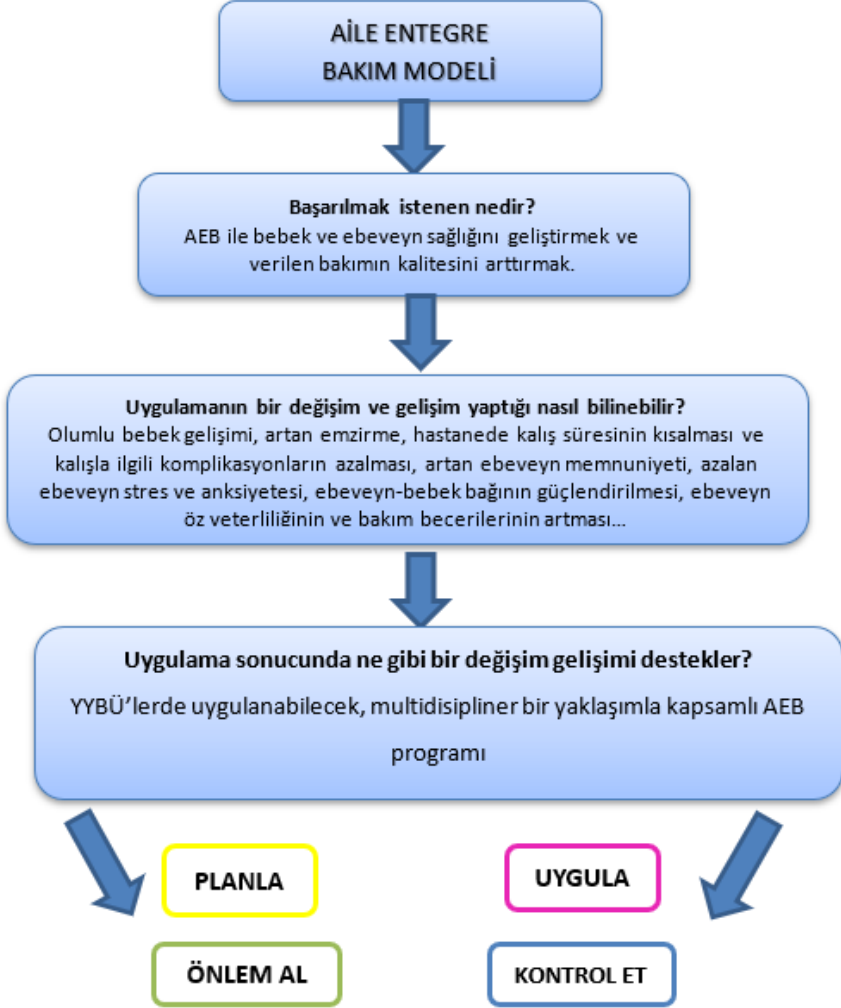 AİLE ENTEGRE
BAKIM MODELİ
Başarılmak istenen nedir?
AEB ile bebek ve ebeveyn sağlığını geliştirmek ve
verilen bakımın kalitesini arttırmak.
Uygulamanın bir değişim ve gelişim yaptığı nasıl bilinebilir?
Olumlu bebek gelişimi, artan emzirme, hastanede kalış süresinin kısalması ve
kalışla ilgili komplikasyonların azalması, artan ebeveyn memnuniyeti, azalan
ebeveyn stres ve anksiyetesi, ebeveyn-bebek bağının güçlendirilmesi, ebeveyn
öz veterliliğinin ve bakım becerilerinin artması...
Uygulama sonucunda ne gibi bir değişim gelişimi destekler?
YYBÜ'lerde uygulanabilecek, multidisipliner bir yaklaşımla kapsamlı AEB
programı
PLANLA
UYGULA
ÖNLEM AL
KONTROL ET